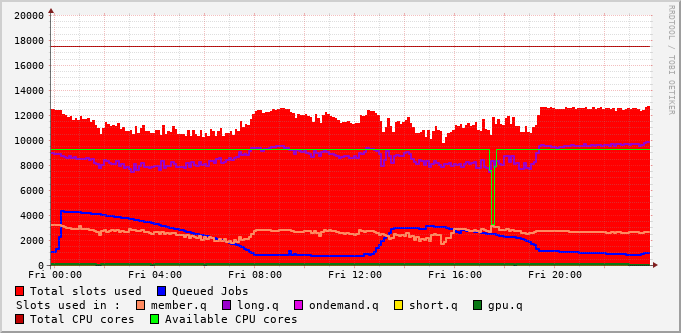 RRDTOOL / TOBI OETIKER
20000
18000
16000
14000
12000
10000
8000
6000
4000
2000
0
Fri 00:00 Fri 04:00 Fri 08:00 Fri 12:00 Fri 16:00 Fri 20:00
Total slots used Queued Jobs
Slots used in : member.q long.q ondemand.q short.q gpu.q
Total CPU cores Available CPU cores